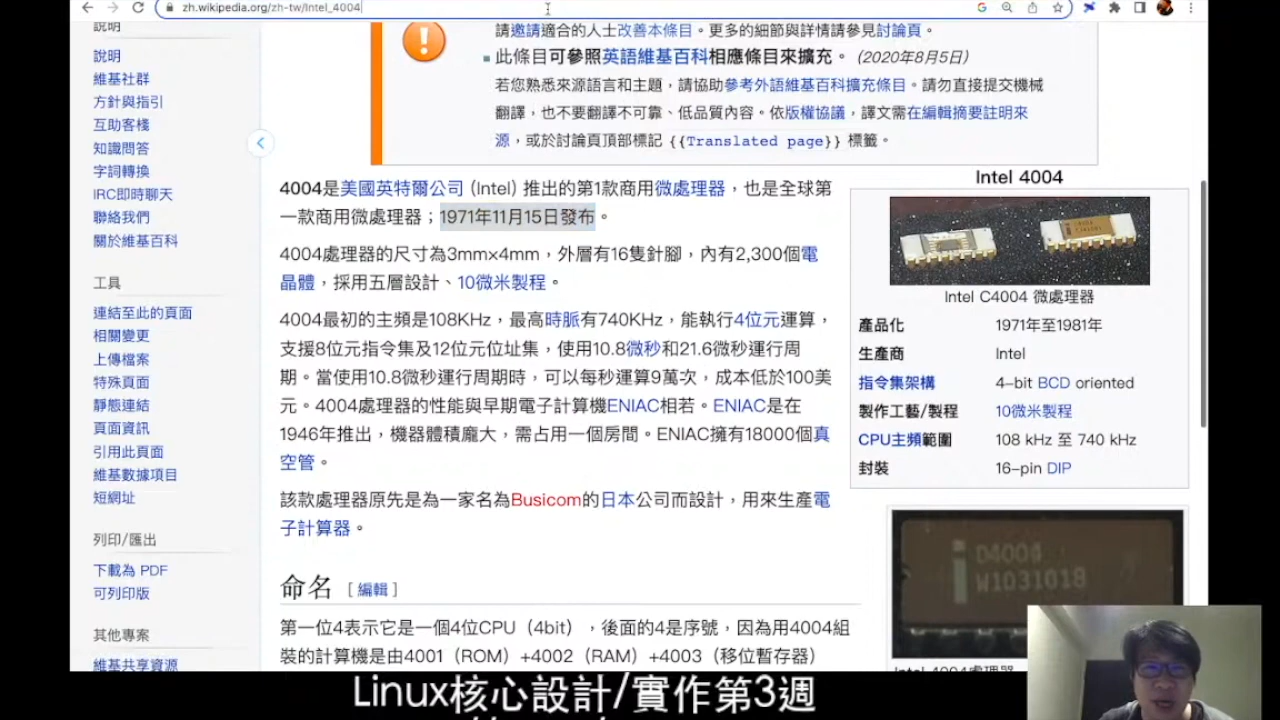 zh.wikipedia.org/zh-tw/Intel_4004
說明
說明
維基社群
方針與指引
互助客棧
知識問答
字詞轉換
IRC即時聊天
聯絡我們
關於維基百科
工具
連結至此的頁面
相關變更
上傳檔案
特殊頁面
靜態連結
頁面資訊
引用此頁面
維基數據項目
短網址
列印/匯出
下載為 PDF
可列印版
其他專案
維基共享資源
請邀請適合的人士改善本條目。更多的細節與詳情請參見討論頁。
此條目可參照英語維基百科相應條目來擴充。 (2020年8月5日)
若您熟悉來源語言和主題，請協助參考外語維基百科擴充條目。請勿直接提交機械
翻譯，也不要翻譯不可靠、低品質內容。依版權協議，譯文需在編輯摘要註明來
源，或於討論頁頂部標記 {{Translated page}} 標籤。
4004是美國英特爾公司（Intel）推出的第1款商用微處理器，也是全球第
一款商用微處理器；1971年11月15日發布。
4004處理器的尺寸為3mm×4mm，外層有16隻針腳，內有2,300個電
晶體，採用五層設計、10微米製程。
4004最初的主頻是108KHz，最高時脈有740KHz，能執行4位元運算，
支援8位元指令集及12位元位址集，使用10.8微秒和21.6微秒運行周
期。當使用10.8微秒運行周期時，可以每秒運算9萬次，成本低於100美
元。4004處理器的性能與早期電子計算機ENIAC相若。ENIAC是在
1946年推出，機器體積龐大，需占用一個房間。ENIAC擁有18000個真
空管。
該款處理器原先是為一家名為Busicom的日本公司而設計，用來生產電
子計算器。
命名 [編輯]
第一位4表示它是一個4位CPU（4bit），後面的4是序號，因為用4004組
裝的計算機是由4001（ROM）+4002（RAM）+4003（移位暫存器）
Intel 4004
Intel C4004 微處理器
產品化 1971年至1981年
生產商 Intel
指令集架構 4-bit BCD oriented
製作工藝/製程 10微米製程
CPU主頻範圍 108 kHz 至 740 kHz
封裝 16-pin DIP
D4004
W1031018
Intel 4004處理器
Linux核心設計/實作第3週